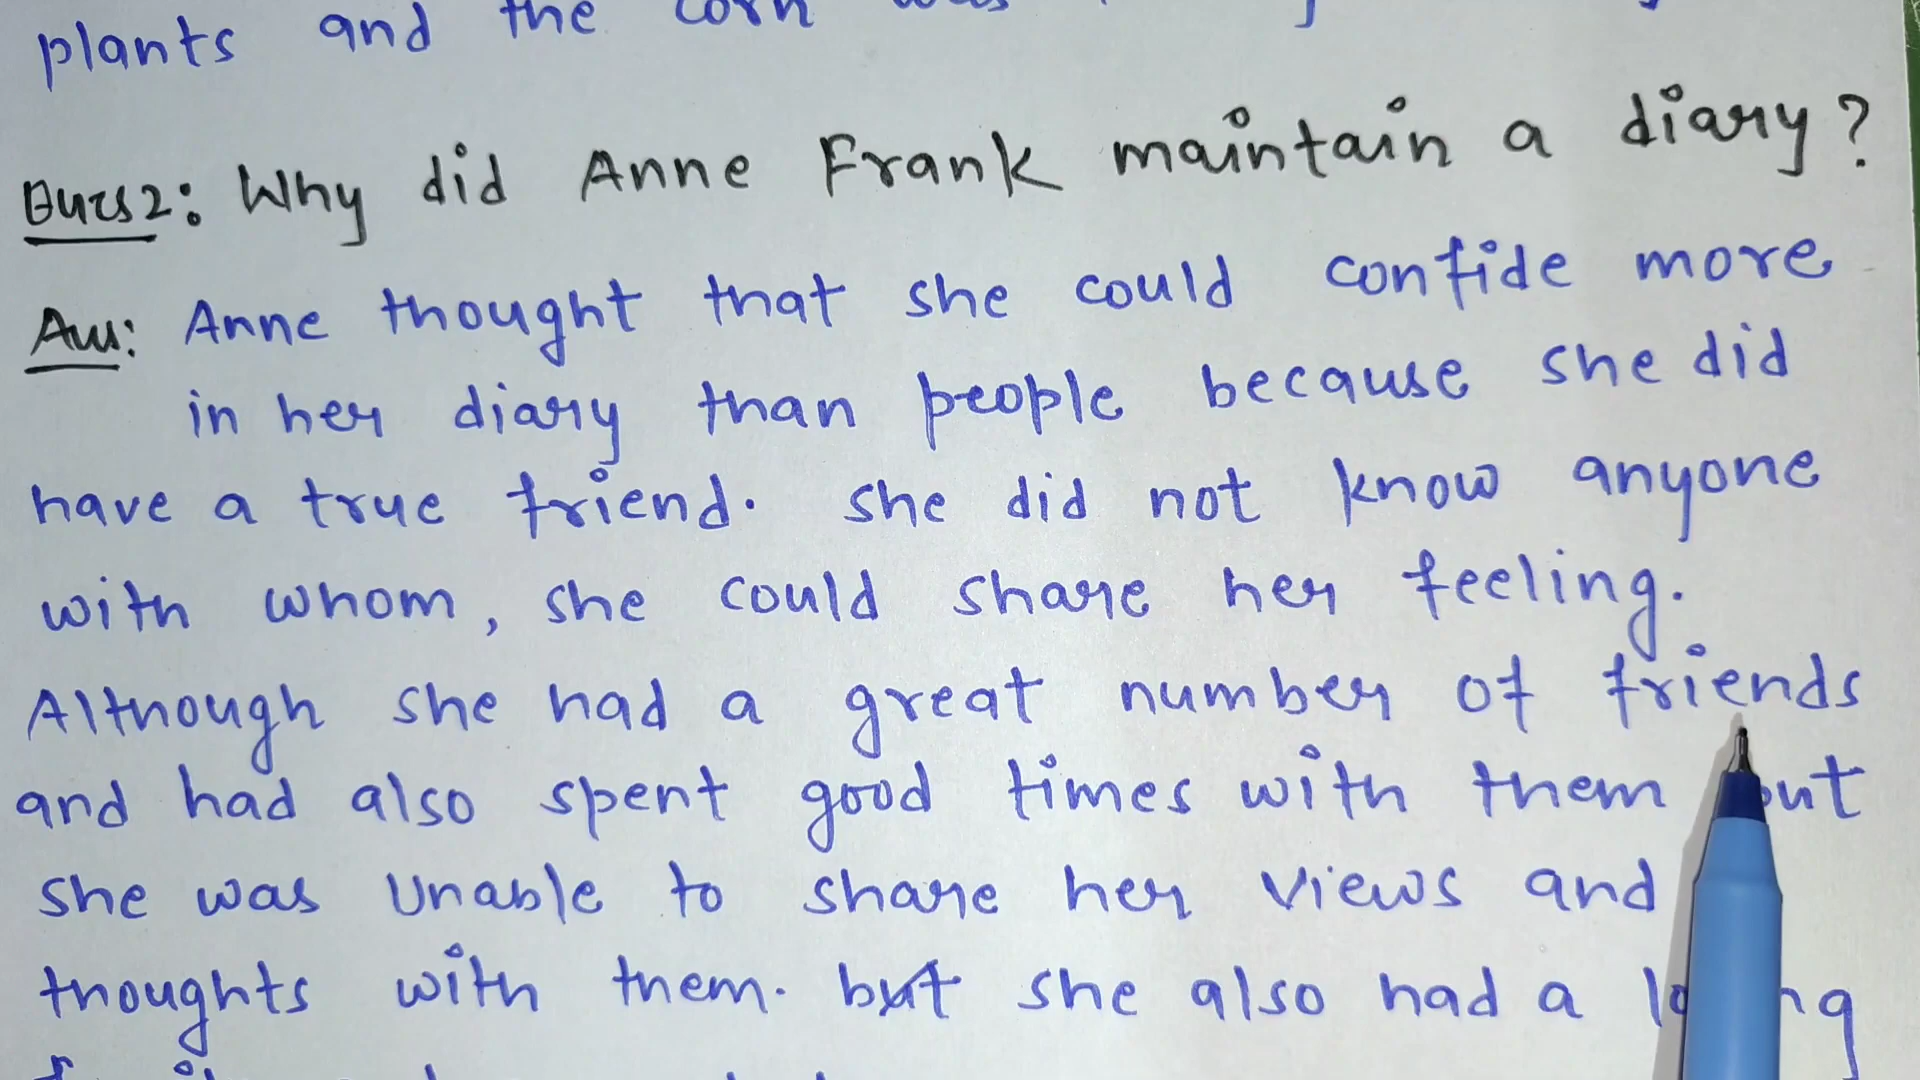 plants and the corn
Ques2: Why did Anne Frank maintain a diary?
Ans: Anne thought that she could confide more
in her diary than people because she did
have a true friend. she did not know anyone
with whom, she could share her feeling.
Although she had a great number of friends
and had also spent good times with them but
she was unable to share her views and
thoughts with them. but she also had a